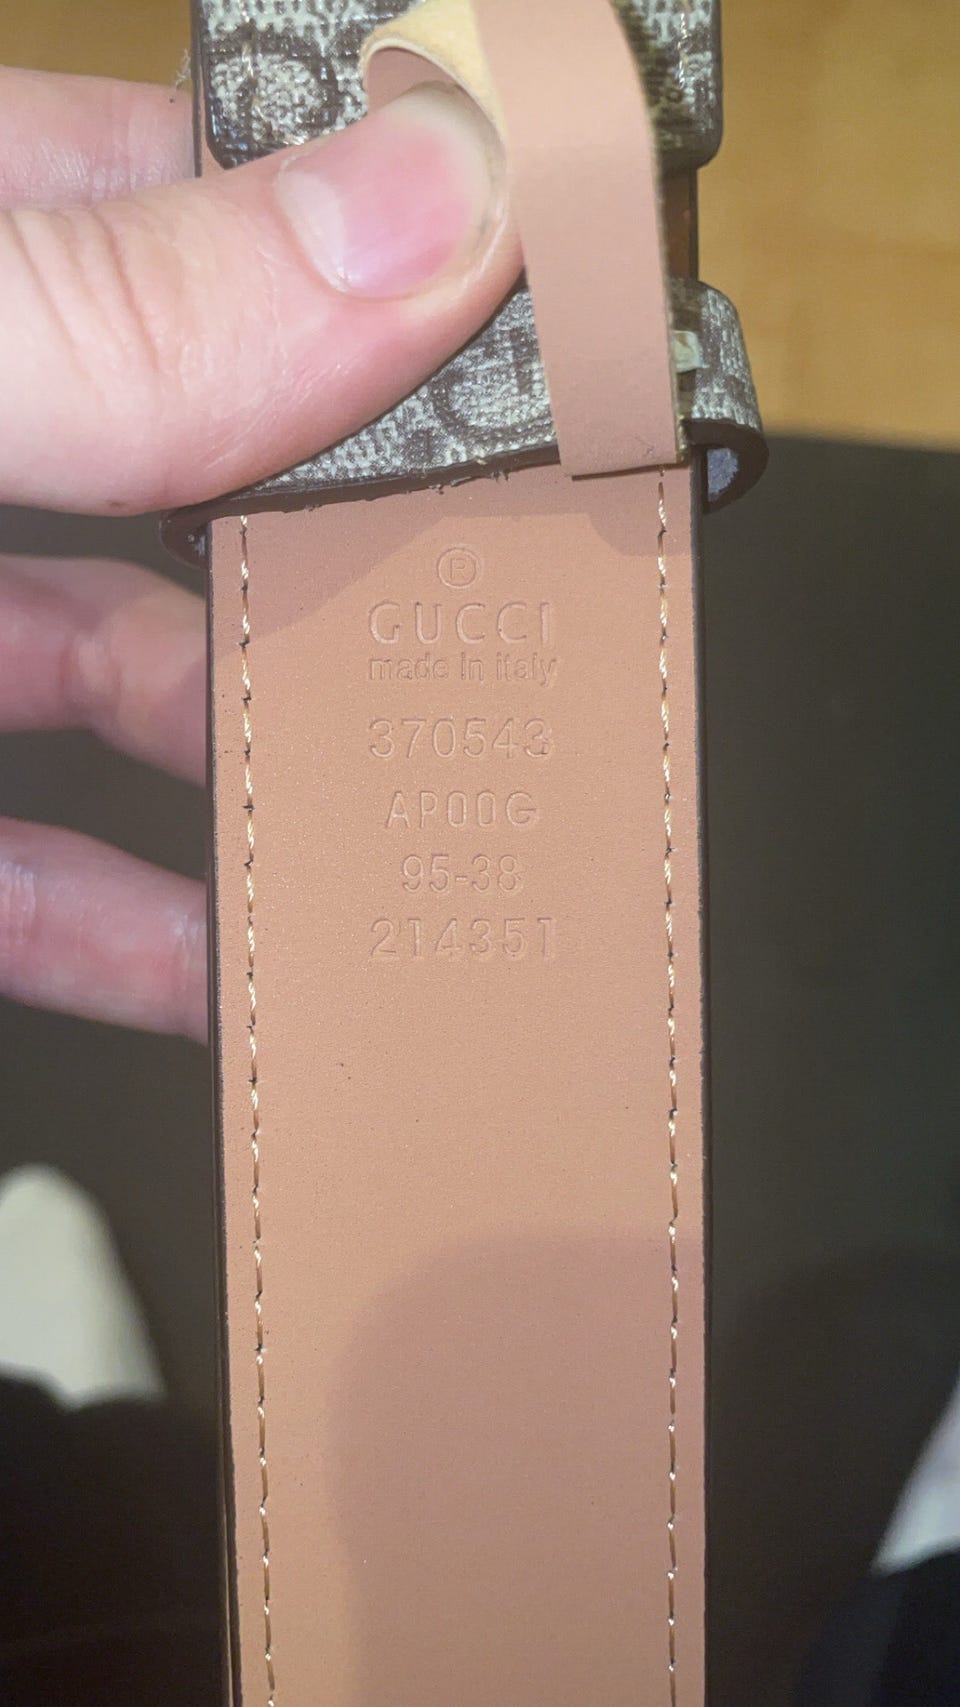 ®
GUCCI
made in italy
370543
AP00G
95-38
214351